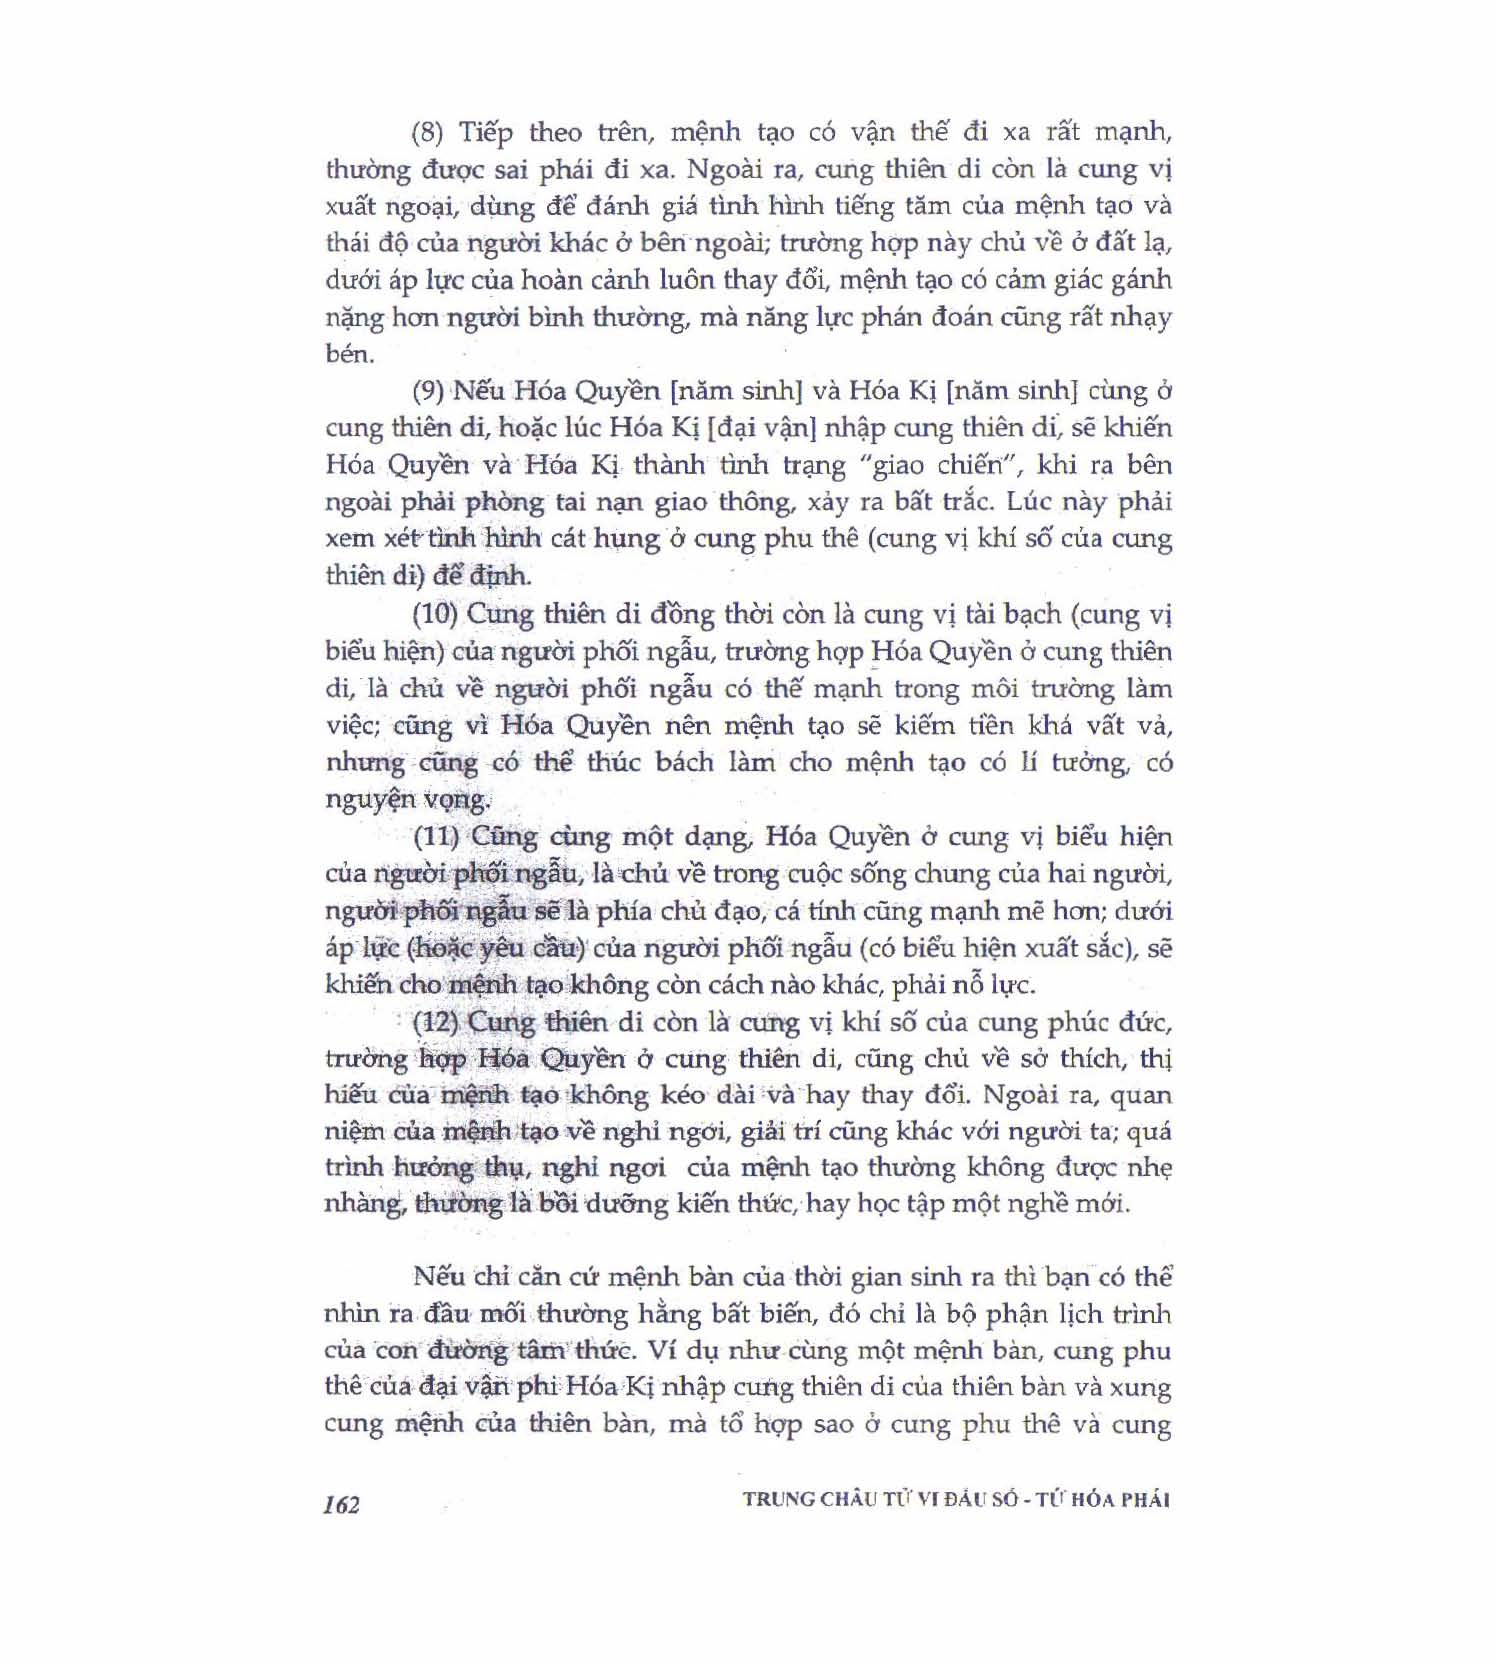 (8) Tiếp theo trên, mệnh tạo có vận thế đi xa rất mạnh,
thường được sai phái đi xa. Ngoài ra, cung thiên di còn là cung vị
xuất ngoại, dùng để đánh giá tình hình tiếng tăm của mệnh tạo và
thái độ của người khác ở bên ngoài; trường hợp này chủ về ở đất lạ,
dưới áp lực của hoàn cảnh luôn thay đổi, mệnh tạo có cảm giác gánh
nặng hơn người bình thường, mà năng lực phán đoán cũng rất nhạy
bén.
(9) Nếu Hóa Quyền [năm sinh] và Hóa Kị [năm sinh] cùng ở
cung thiên di, hoặc lúc Hóa Kị [đại vận] nhập cung thiên di, sẽ khiến
Hóa Quyền và Hóa Kị thành tình trạng "giao chiến", khi ra bên
ngoài phải phòng tai nạn giao thông, xảy ra bất trắc. Lúc này phải
xem xét tình hình cát hung ở cung phu thê (cung vị khí số của cung
thiên di) để định.
(10) Cung thiên di đồng thời còn là cung vị tài bạch (cung vị
biểu hiện) của người phối ngẫu, trường hợp Hóa Quyền ở cung thiên
di, là chủ về người phối ngẫu có thế mạnh trong môi trường làm
việc; cũng vì Hóa Quyền nên mệnh tạo sẽ kiếm tiền khá vất vả,
nhưng cũng có thể thúc bách làm cho mệnh tạo có lí tưởng, có
nguyện vọng.
(11) Cũng cùng một dạng, Hóa Quyền ở cung vị biểu hiện
của người phối ngẫu, là chủ về trong cuộc sống chung của hai người,
người phối ngẫu sẽ là phía chủ đạo, cá tính cũng mạnh mẽ hơn; dưới
áp lực (hoặc yêu cầu) của người phối ngẫu (có biểu hiện xuất sắc), sẽ
khiến cho mệnh tạo không còn cách nào khác, phải nỗ lực.
(12) Cung thiên di còn là cung vị khí số của cung phúc đức,
trường hợp Hóa Quyền ở cung thiên di, cũng chủ về sở thích, thị
hiếu của mệnh tạo không kéo dài và hay thay đổi. Ngoài ra, quan
niệm của mệnh tạo về nghỉ ngơi, giải trí cũng khác với người ta; quá
trình hưởng thụ, nghỉ ngơi của mệnh tạo thường không được nhẹ
nhàng, thường là bồi dưỡng kiến thức, hay học tập một nghề mới.
Nếu chỉ căn cứ mệnh bàn của thời gian sinh ra thì bạn có thể
nhìn ra đầu mối thường hằng bất biến, đó chỉ là bộ phận lịch trình
của con đường tâm thức. Ví dụ như cùng một mệnh bàn, cung phu
thê của đại vận phi Hóa Kị nhập cung thiên di của thiên bàn và xung
cung mệnh của thiên bàn, mà tổ hợp sao ở cung phu thê và cung
162
TRUNG CHÂU TỬ VI ĐẨU SỐ - TỨ HÓA PHÁI